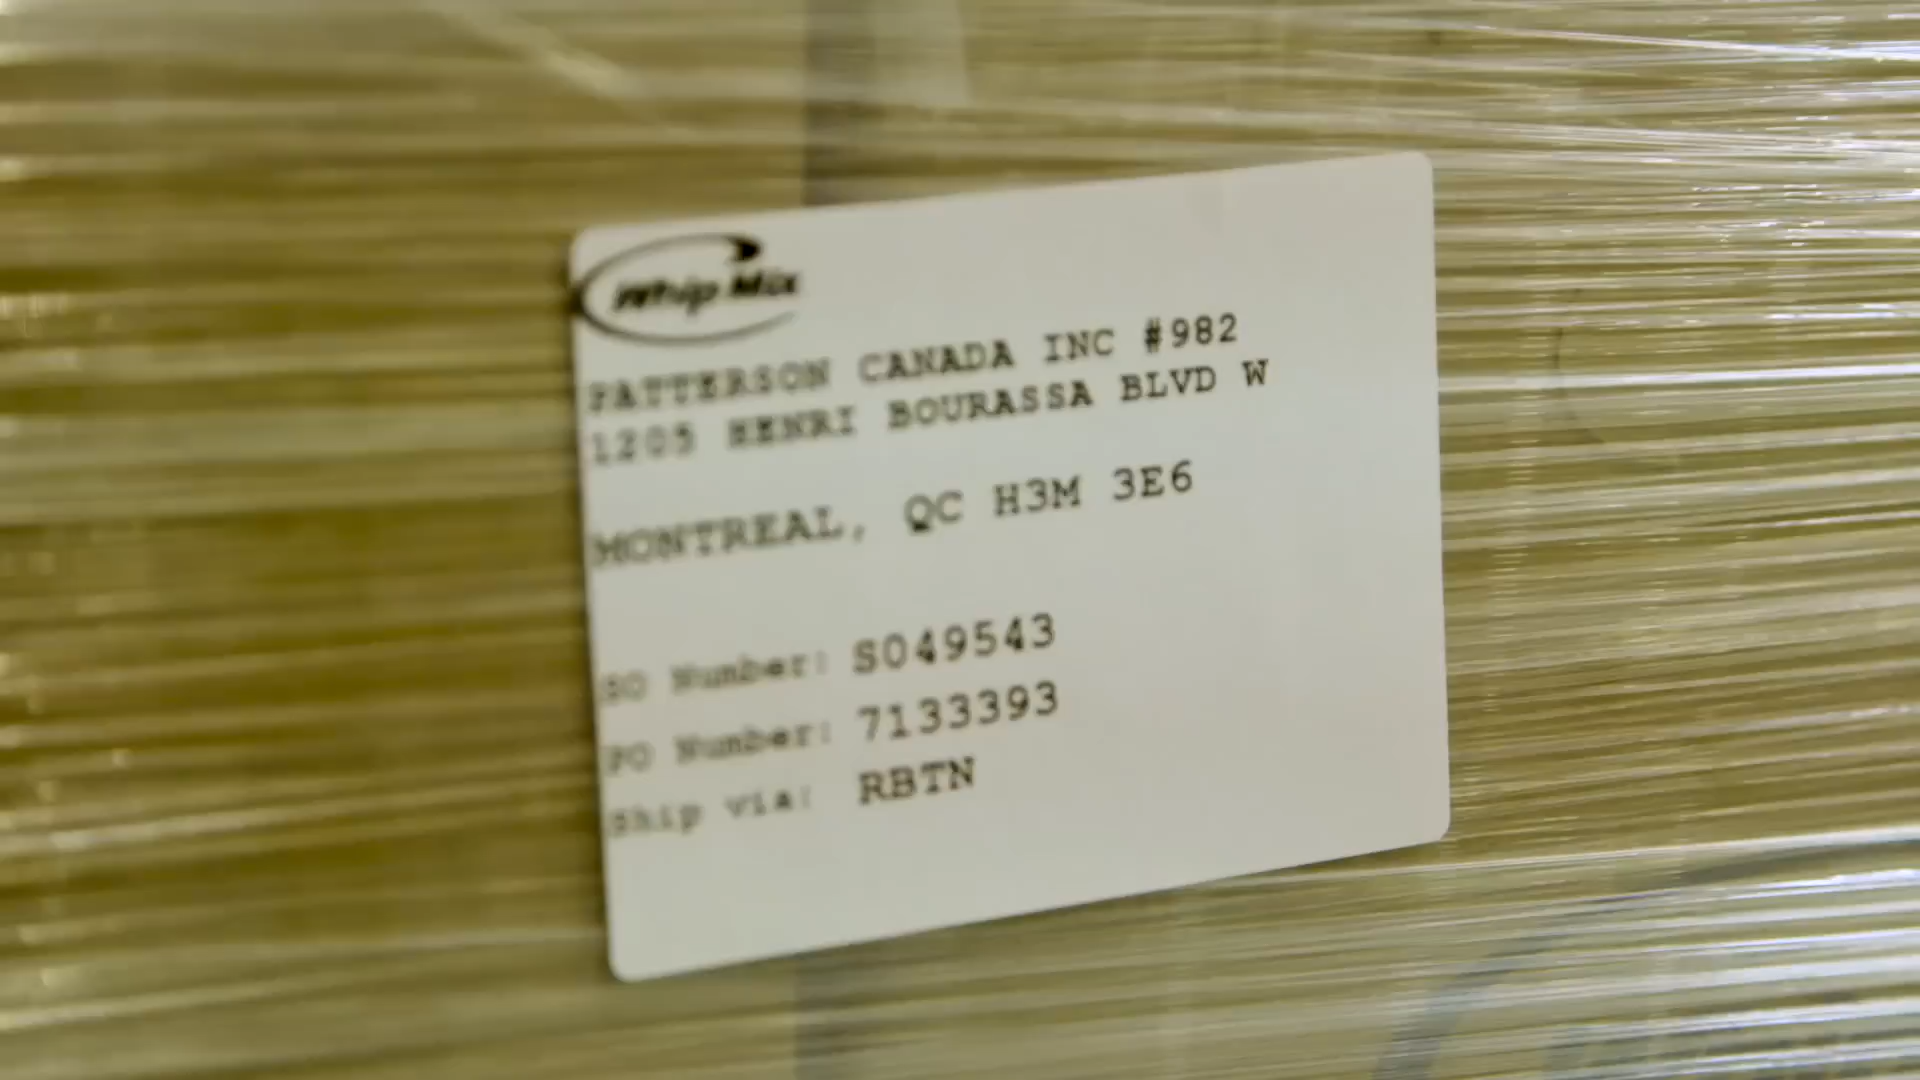 Whip Mix
PATTERSON CANADA INC #982
1205 HENRI BOURASSA BLVD W
MONTREAL, QC H3M 3E6
SO Number: S049543
PO Number: 7133393
Ship via: RBTN